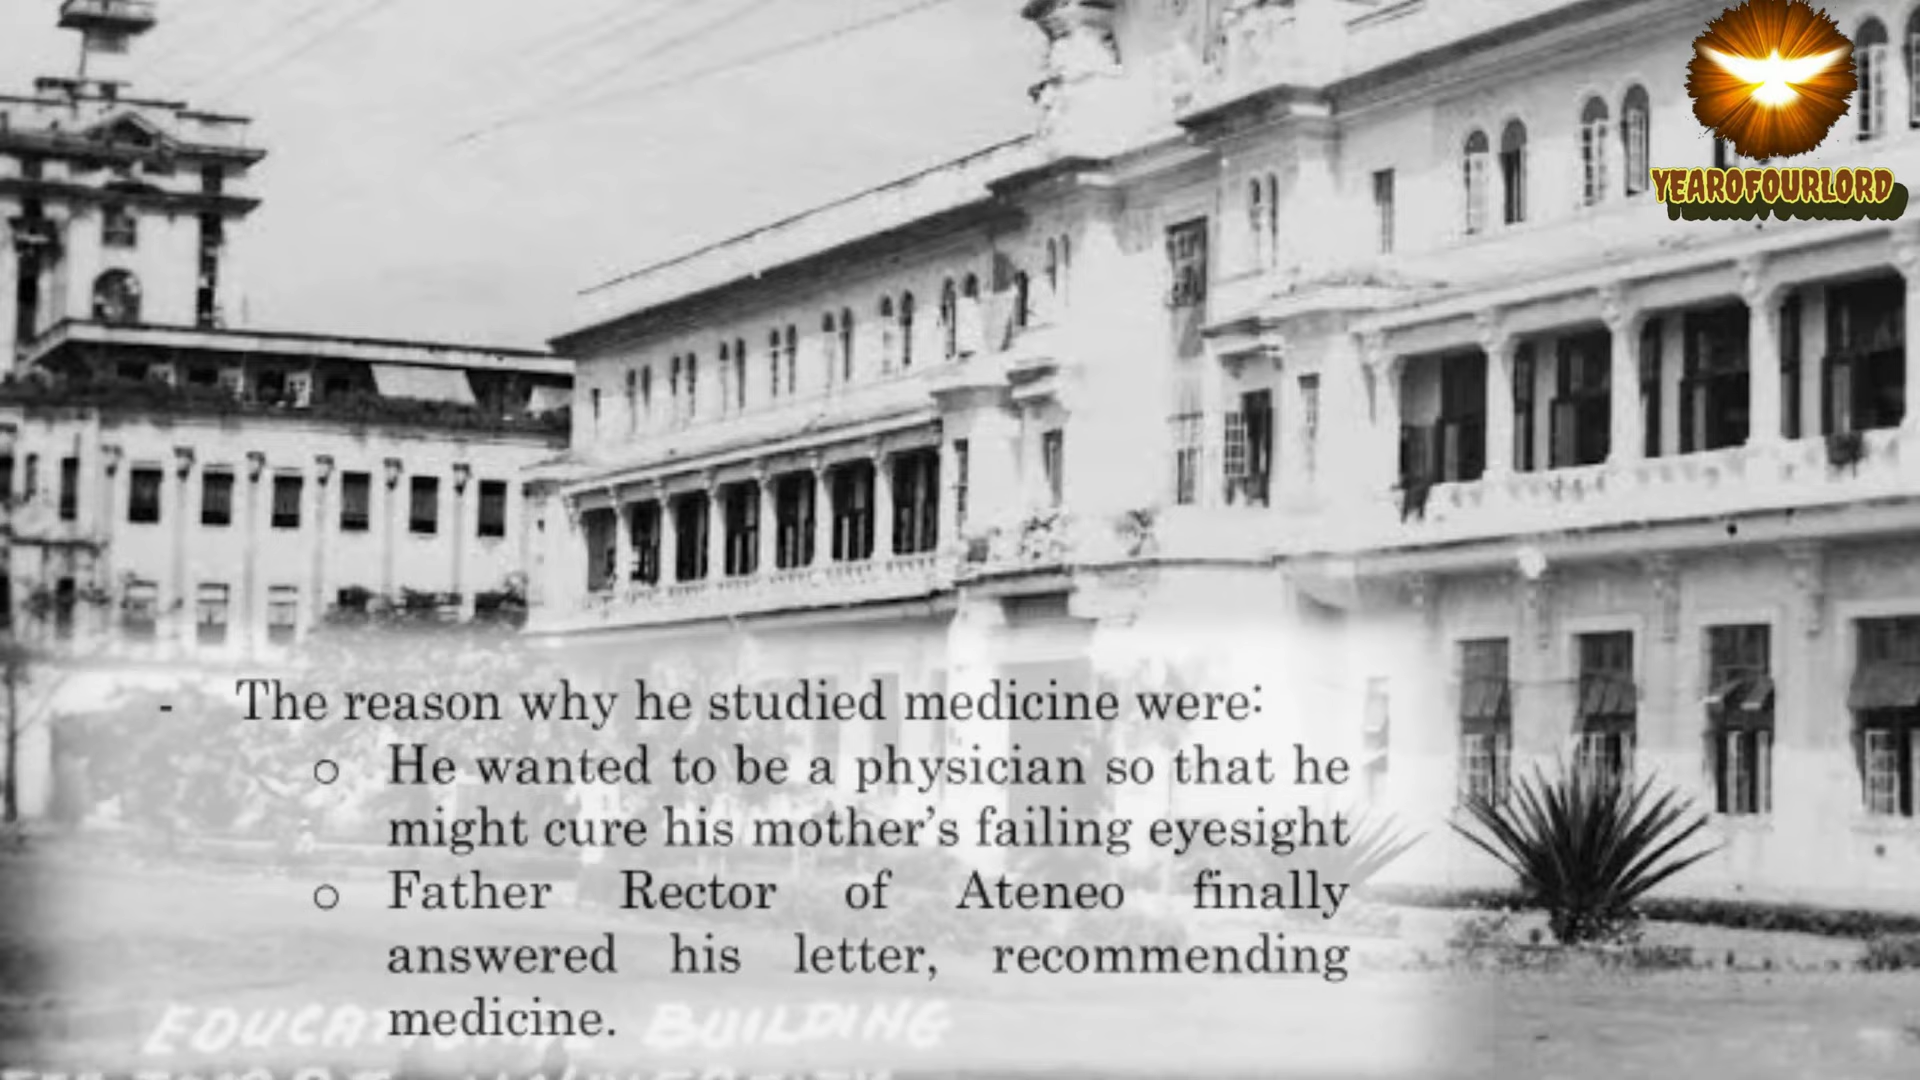 YEAROFOURLORD
- The reason why he studied medicine were:
o He wanted to be a physician so that he
might cure his mother's failing eyesight
o Father Rector of Ateneo finally
answered his letter, recommending
medicine.
BUILDING